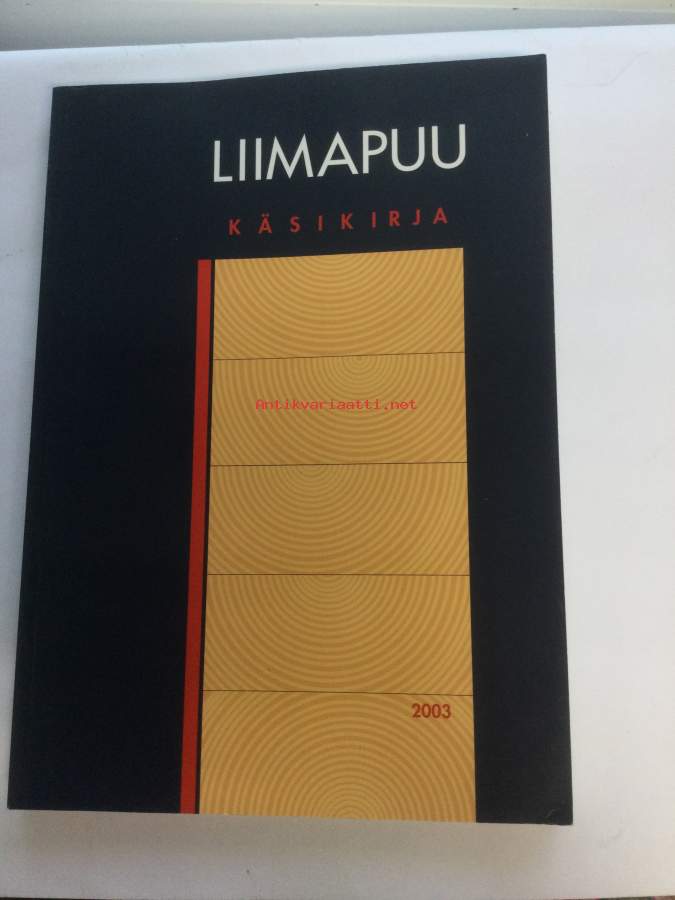 LIIMAPUU
KÄSIKIRJA
Antikvariaatti.net
2003